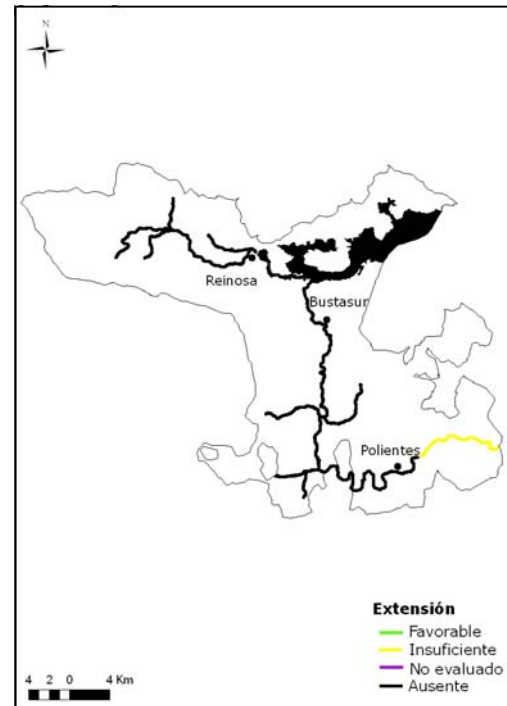 N
Reinosa
Bustasur
Polientes
Extensión
Favorable
Insuficiente
No evaluado
Ausente
4 2 0 4 Km